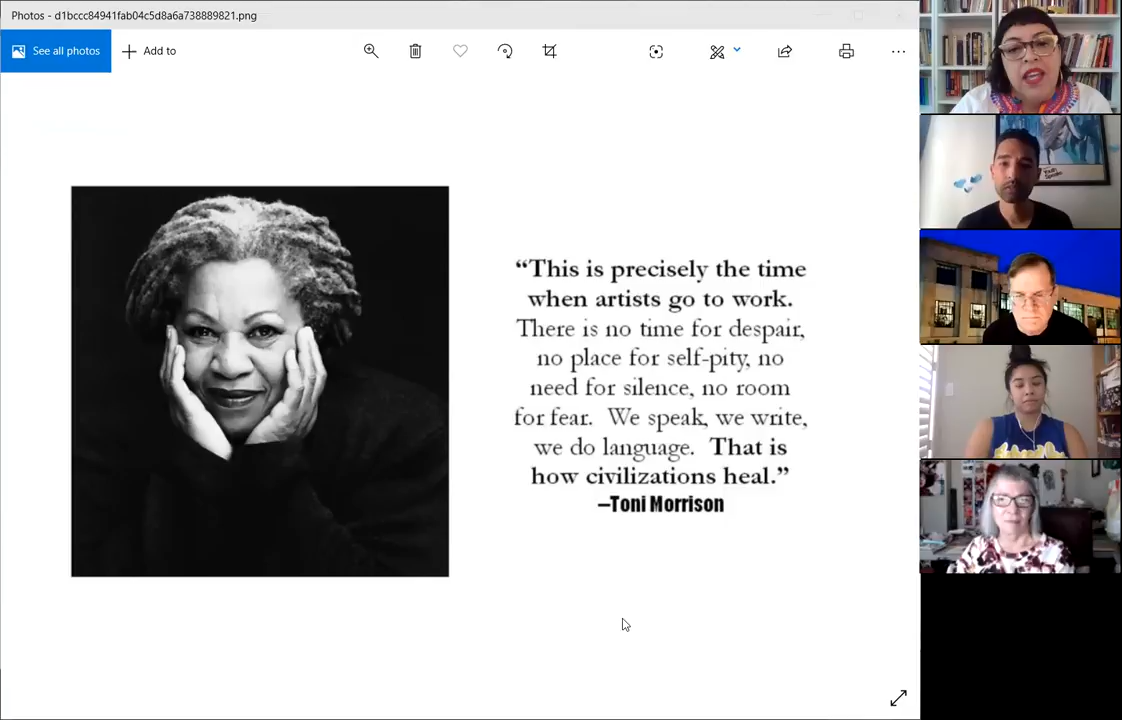 Photos - d1bccc84941fab04c5d8a6a738889821.png
See all photos
Add to
“This is precisely the time
when artists go to work.
There is no time for despair,
no place for self-pity, no
need for silence, no room
for fear. We speak, we write,
we do language. That is
how civilizations heal.”
–Toni Morrison
Youth
Speaks